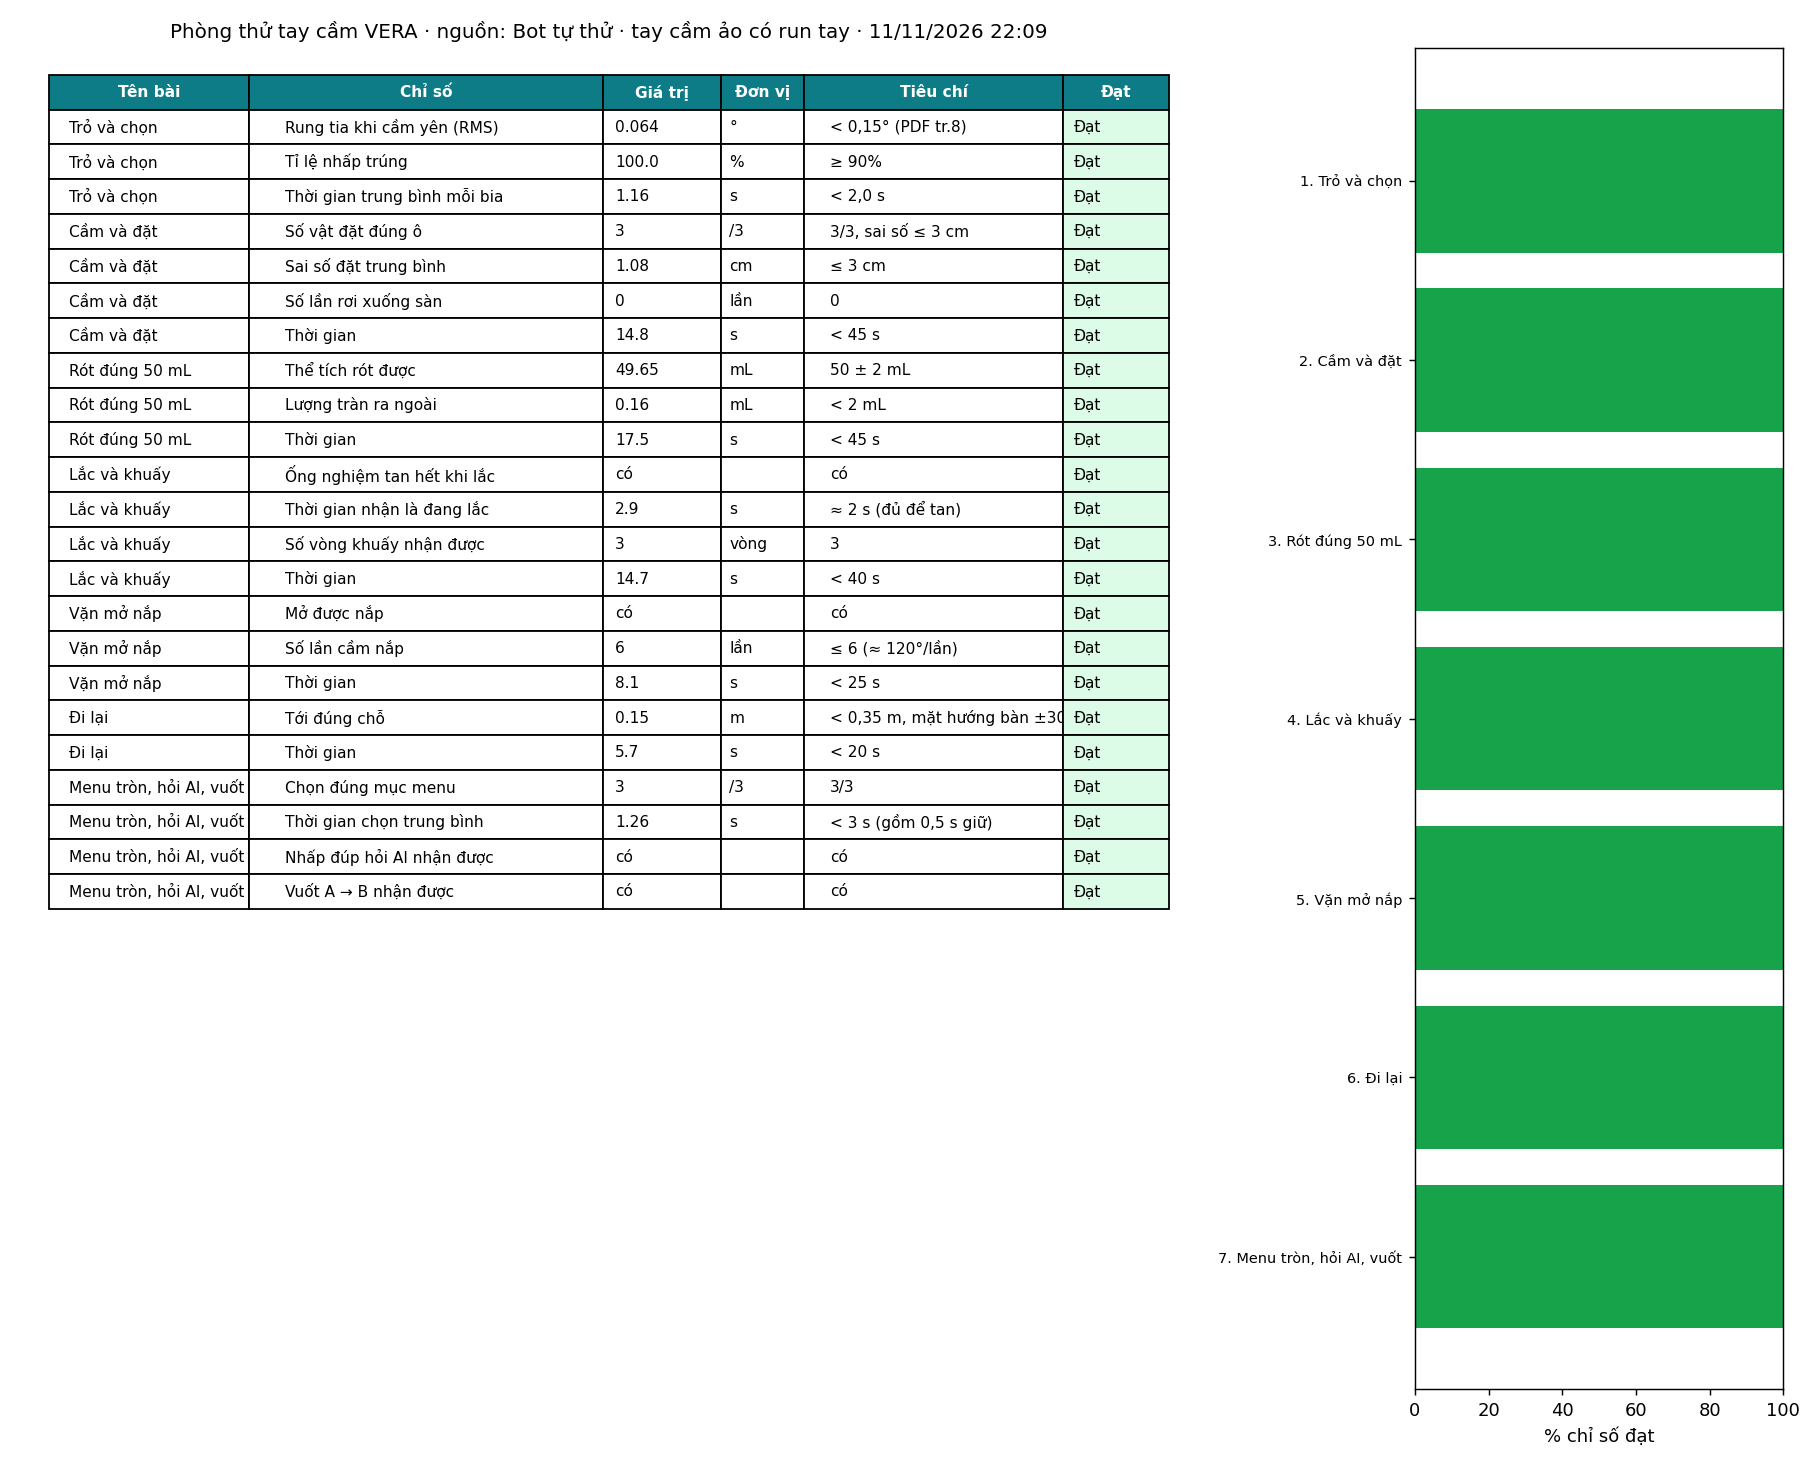 Phòng thử tay cầm VERA · nguồn: Bot tự thử · tay cầm ảo có run tay · 11/11/2026 22:09
Tên bài Chỉ số Giá trị Đơn vị Tiêu chí Đạt
Trỏ và chọn Rung tia khi cầm yên (RMS) 0.064 ° < 0,15° (PDF tr.8) Đạt
Trỏ và chọn Tỉ lệ nhấp trúng 100.0 % ≥ 90% Đạt
Trỏ và chọn Thời gian trung bình mỗi bia 1.16 s < 2,0 s Đạt
Cầm và đặt Số vật đặt đúng ô 3 /3 3/3, sai số ≤ 3 cm Đạt
Cầm và đặt Sai số đặt trung bình 1.08 cm ≤ 3 cm Đạt
Cầm và đặt Số lần rơi xuống sàn 0 lần 0 Đạt
Cầm và đặt Thời gian 14.8 s < 45 s Đạt
Rót đúng 50 mL Thể tích rót được 49.65 mL 50 ± 2 mL Đạt
Rót đúng 50 mL Lượng tràn ra ngoài 0.16 mL < 2 mL Đạt
Rót đúng 50 mL Thời gian 17.5 s < 45 s Đạt
Lắc và khuấy Ống nghiệm tan hết khi lắc có có Đạt
Lắc và khuấy Thời gian nhận là đang lắc 2.9 s ≈ 2 s (đủ để tan) Đạt
Lắc và khuấy Số vòng khuấy nhận được 3 vòng 3 Đạt
Lắc và khuấy Thời gian 14.7 s < 40 s Đạt
Vặn mở nắp Mở được nắp có có Đạt
Vặn mở nắp Số lần cầm nắp 6 lần ≤ 6 (≈ 120°/lần) Đạt
Vặn mở nắp Thời gian 8.1 s < 25 s Đạt
Đi lại Tới đúng chỗ 0.15 m < 0,35 m, mặt hướng bàn ±30 Đạt
Đi lại Thời gian 5.7 s < 20 s Đạt
Menu tròn, hỏi AI, vuốt Chọn đúng mục menu 3 /3 3/3 Đạt
Menu tròn, hỏi AI, vuốt Thời gian chọn trung bình 1.26 s < 3 s (gồm 0,5 s giữ) Đạt
Menu tròn, hỏi AI, vuốt Nhấp đúp hỏi AI nhận được có có Đạt
Menu tròn, hỏi AI, vuốt Vuốt A → B nhận được có có Đạt
1. Trỏ và chọn
2. Cầm và đặt
3. Rót đúng 50 mL
4. Lắc và khuấy
5. Vặn mở nắp
6. Đi lại
7. Menu tròn, hỏi AI, vuốt
0 20 40 60 80 100
% chỉ số đạt